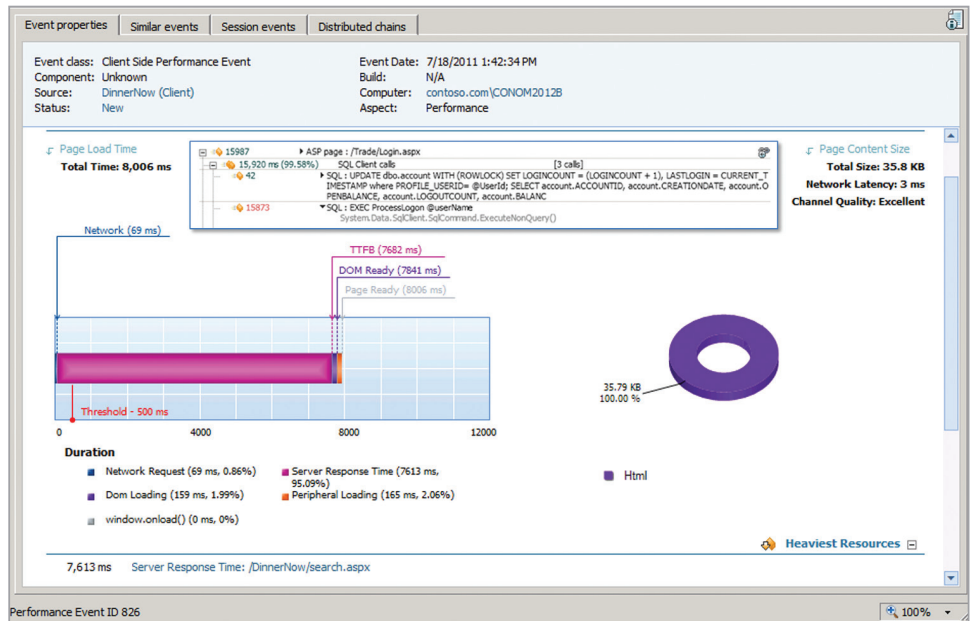 Event properties Similar events Session events Distributed chains
Event class: Client Side Performance Event Event Date: 7/18/2011 1:42:34 PM
Component: Unknown Build: N/A
Source: DinnerNow (Client) Computer: contoso.com\CONOM2012B
Status: New Aspect: Performance
Page Load Time
Total Time: 8,006 ms
15987 ASP page : /Trade/Login.aspx
15,920 ms (99.58%) SQL Client calls [3 calls]
42 SQL : UPDATE dbo.account WITH (ROWLOCK) SET LOGINCOUNT = (LOGINCOUNT + 1), LASTLOGIN = CURRENT_T
IMESTAMP where PROFILE_USERID= @UserId; SELECT account.ACCOUNTID, account.CREATIONDATE, account.O
PENBALANCE, account.LOGOUTCOUNT, account.BALANC
15873 SQL : EXEC ProcessLogon @userName
System.Data.SqlClient.SqlCommand.ExecuteNonQuery()
Page Content Size
Total Size: 35.8 KB
Network Latency: 3 ms
Channel Quality: Excellent
Network (69 ms)
TTFB (7682 ms)
DOM Ready (7841 ms)
Page Ready (8006 ms)
Threshold - 500 ms
0 4000 8000 12000
Duration
Network Request (69 ms, 0.86%) Server Response Time (7613 ms,
95.09%)
Dom Loading (159 ms, 1.99%) Peripheral Loading (165 ms, 2.06%)
window.onload() (0 ms, 0%)
35.79 KB
100.00 %
Html
Heaviest Resources
7,613 ms Server Response Time: /DinnerNow/search.aspx
Performance Event ID 826 100%